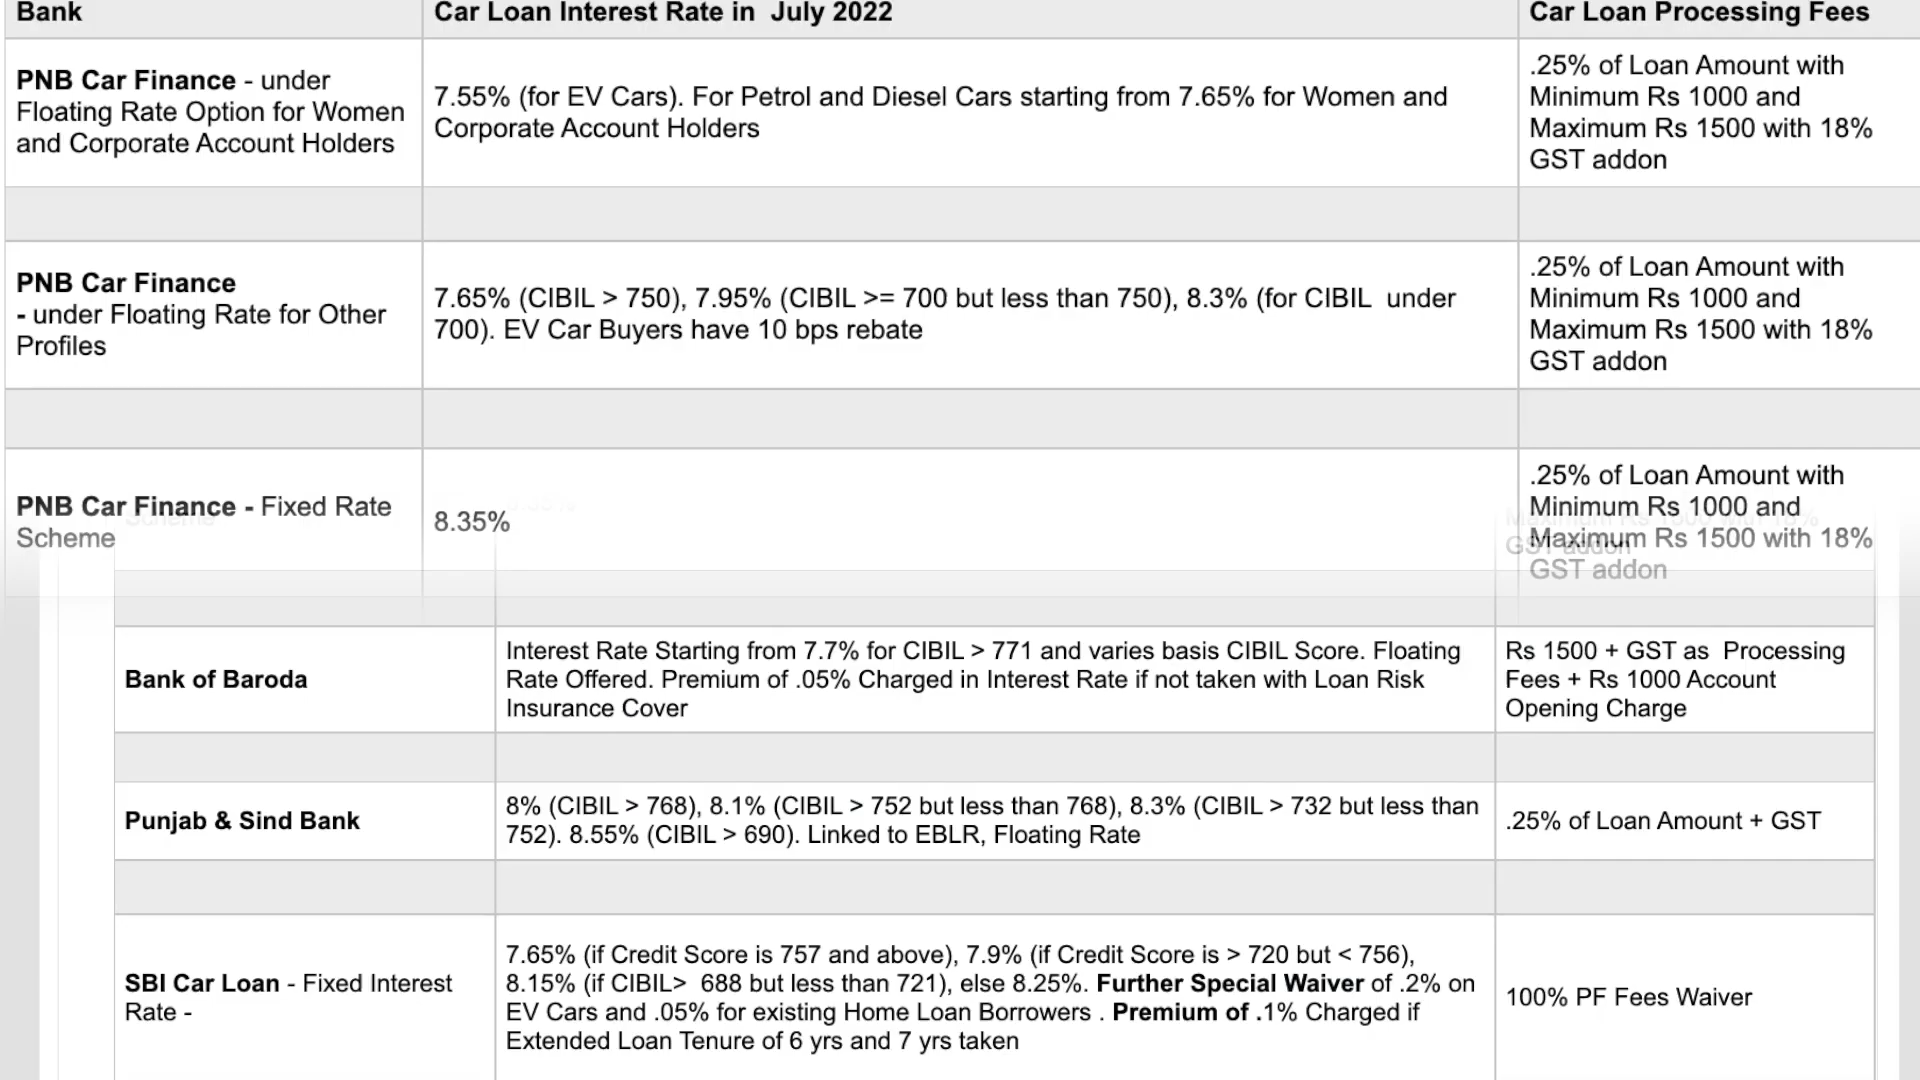 Bank
Car Loan Interest Rate in July 2022
Car Loan Processing Fees
PNB Car Finance - under
Floating Rate Option for Women
and Corporate Account Holders
7.55% (for EV Cars). For Petrol and Diesel Cars starting from 7.65% for Women and
Corporate Account Holders
.25% of Loan Amount with
Minimum Rs 1000 and
Maximum Rs 1500 with 18%
GST addon
PNB Car Finance
- under Floating Rate for Other
Profiles
7.65% (CIBIL > 750), 7.95% (CIBIL >= 700 but less than 750), 8.3% (for CIBIL under
700). EV Car Buyers have 10 bps rebate
.25% of Loan Amount with
Minimum Rs 1000 and
Maximum Rs 1500 with 18%
GST addon
PNB Car Finance - Fixed Rate
Scheme
Scheme
8.35%
8.35%
.25% of Loan Amount with
Minimum Rs 1000 and
Maximum Rs 1500 with 18%
GST addon
Maximum Rs 1500 with 18%
GST addon
Bank of Baroda
Interest Rate Starting from 7.7% for CIBIL > 771 and varies basis CIBIL Score. Floating
Rate Offered. Premium of .05% Charged in Interest Rate if not taken with Loan Risk
Insurance Cover
Rs 1500 + GST as Processing
Fees + Rs 1000 Account
Opening Charge
Punjab & Sind Bank
8% (CIBIL > 768), 8.1% (CIBIL > 752 but less than 768), 8.3% (CIBIL > 732 but less than
752). 8.55% (CIBIL > 690). Linked to EBLR, Floating Rate
.25% of Loan Amount + GST
SBI Car Loan - Fixed Interest
Rate -
7.65% (if Credit Score is 757 and above), 7.9% (if Credit Score is > 720 but < 756),
8.15% (if CIBIL> 688 but less than 721), else 8.25%. Further Special Waiver of .2% on
EV Cars and .05% for existing Home Loan Borrowers . Premium of .1% Charged if
Extended Loan Tenure of 6 yrs and 7 yrs taken
100% PF Fees Waiver